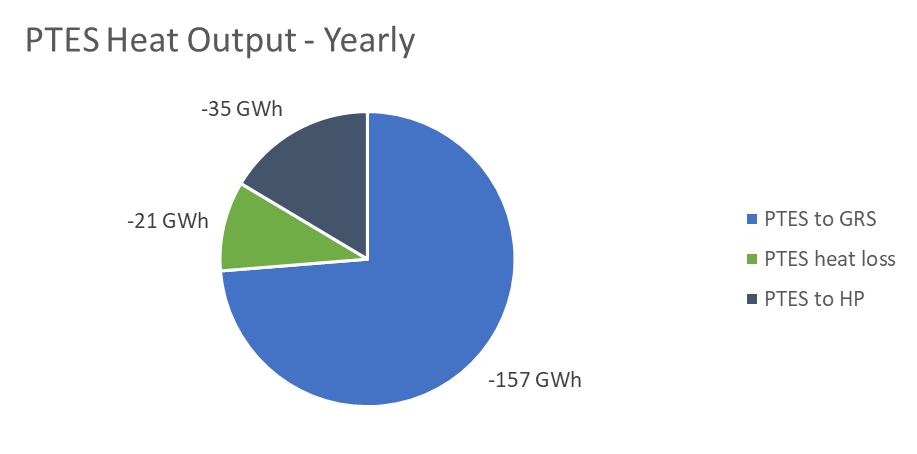 PTES Heat Output - Yearly
-35 GWh
-21 GWh
-157 GWh
PTES to GRS
PTES heat loss
PTES to HP